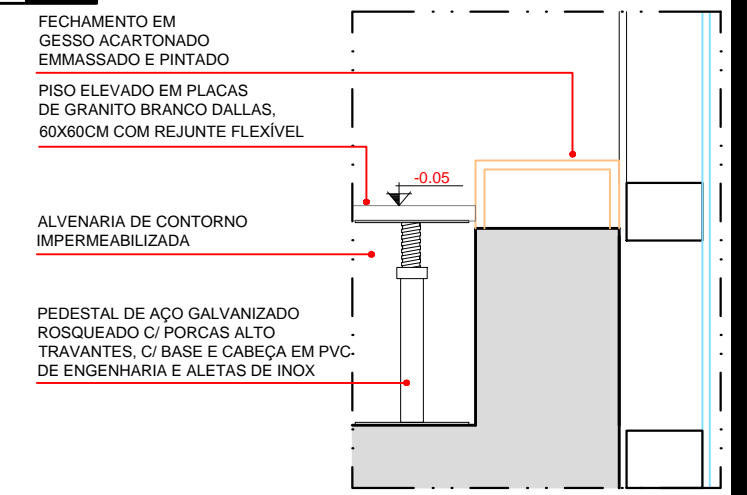 FECHAMENTO EM
GESSO ACARTONADO
EMMASSADO E PINTADO
PISO ELEVADO EM PLACAS
DE GRANITO BRANCO DALLAS,
60X60CM COM REJUNTE FLEXÍVEL
-0.05
ALVENARIA DE CONTORNO
IMPERMEABILIZADA
PEDESTAL DE AÇO GALVANIZADO
ROSQUEADO C/ PORCAS ALTO
TRAVANTES, C/ BASE E CABEÇA EM PVC
DE ENGENHARIA E ALETAS DE INOX